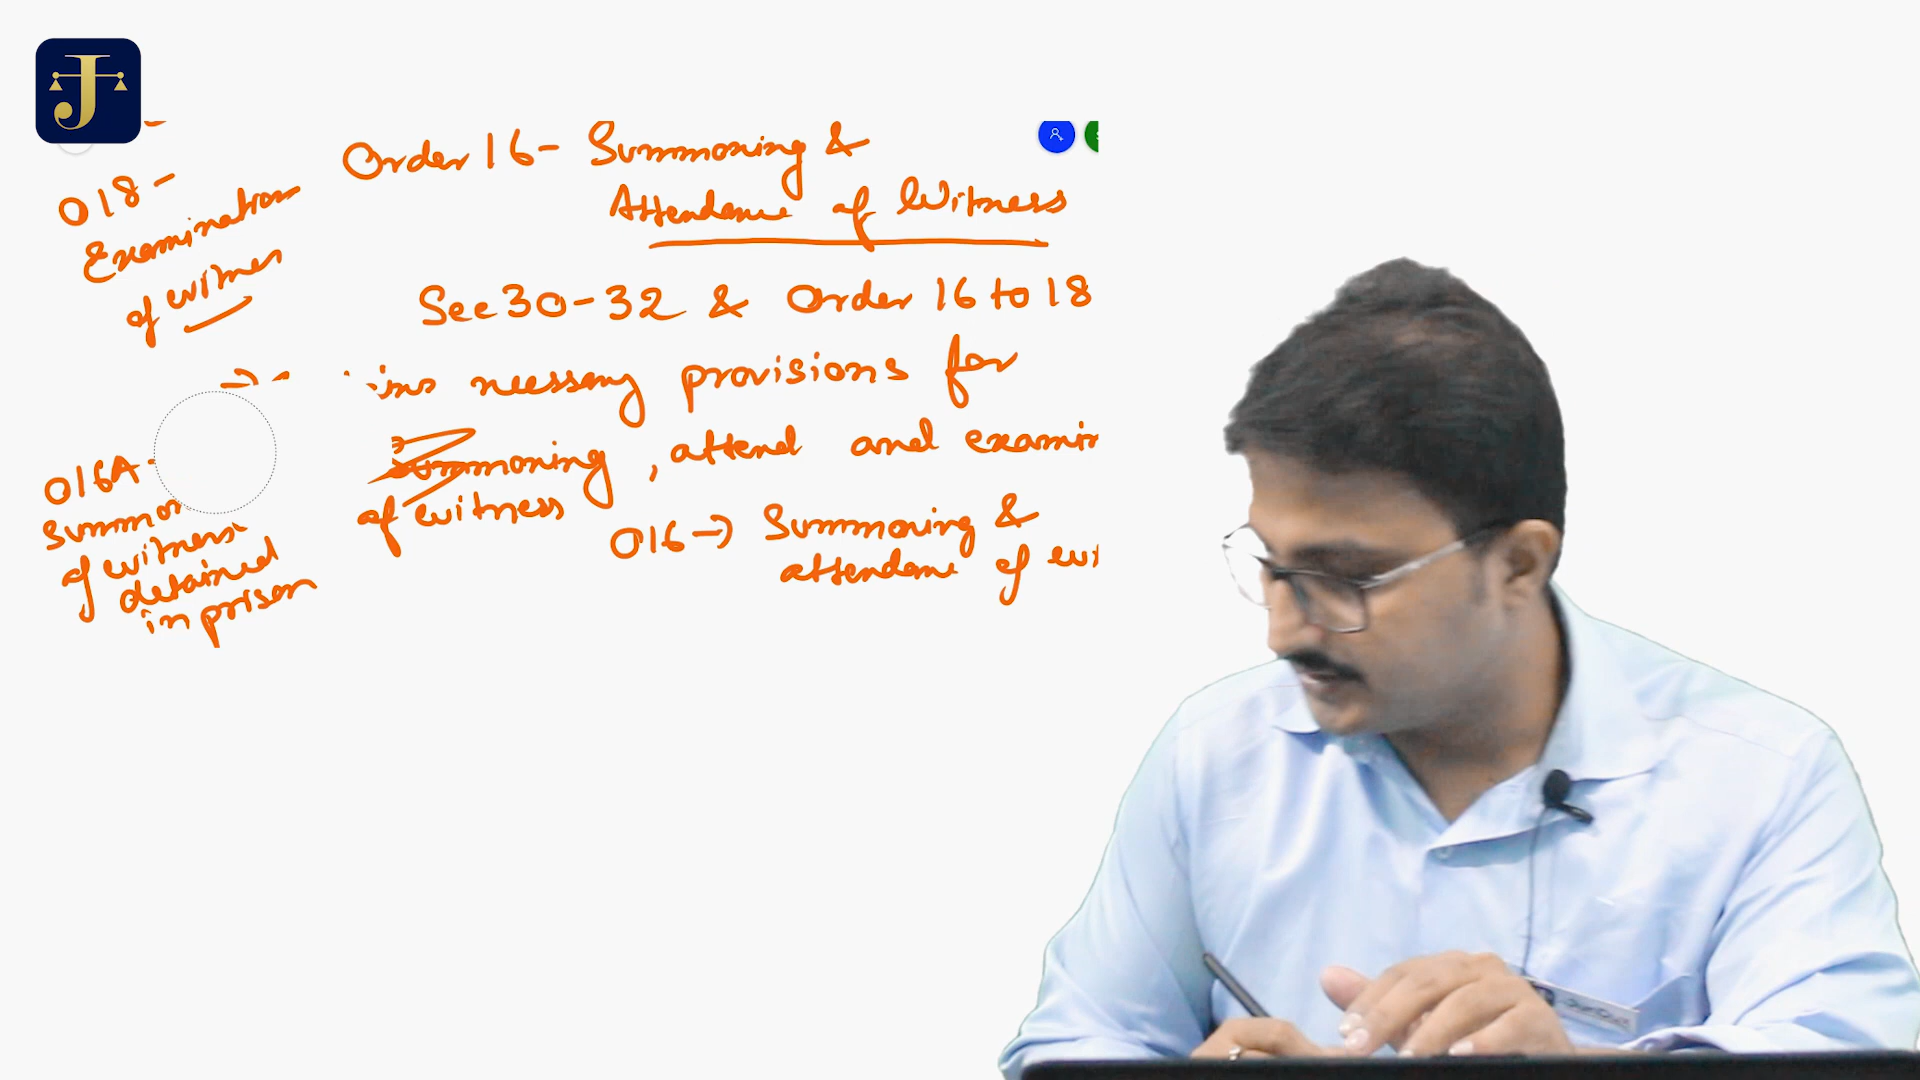 Order 16 - Summoning &
Attendance of Witness
O18 -
Examination
of witness
Sec 30-32 & Order 16 to 18
necessary provisions for
Summoning, attend and examin
of witness
O16 → Summoning &
attendance of wi
O16A -
Summon
of witness
detained
in prison
J